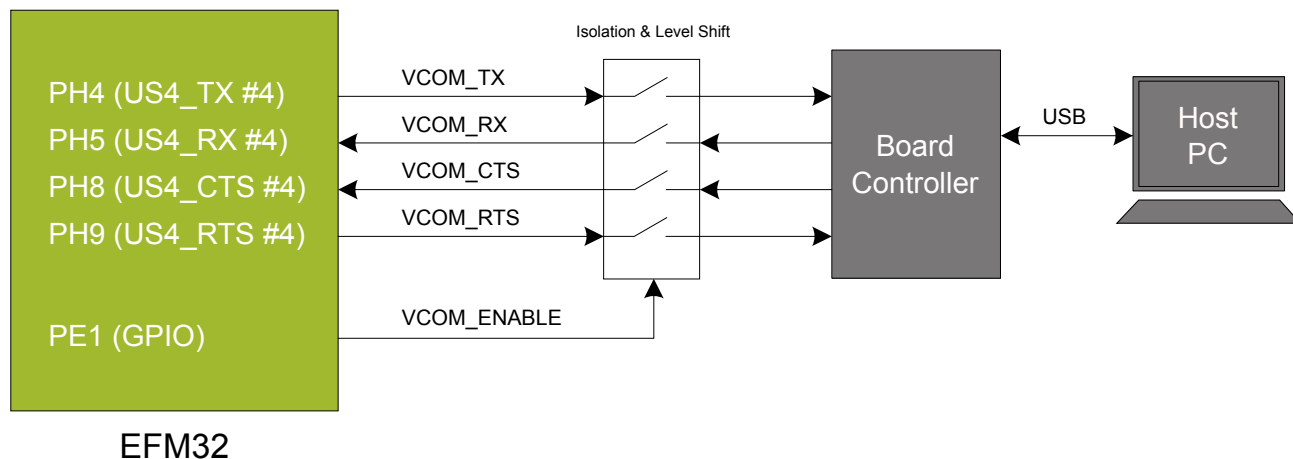 Isolation & Level Shift
PH4 (US4_TX #4)
VCOM_TX
PH5 (US4_RX #4)
VCOM_RX
PH8 (US4_CTS #4)
VCOM_CTS
PH9 (US4_RTS #4)
VCOM_RTS
PE1 (GPIO)
VCOM_ENABLE
Board
Controller
USB
Host
PC
EFM32